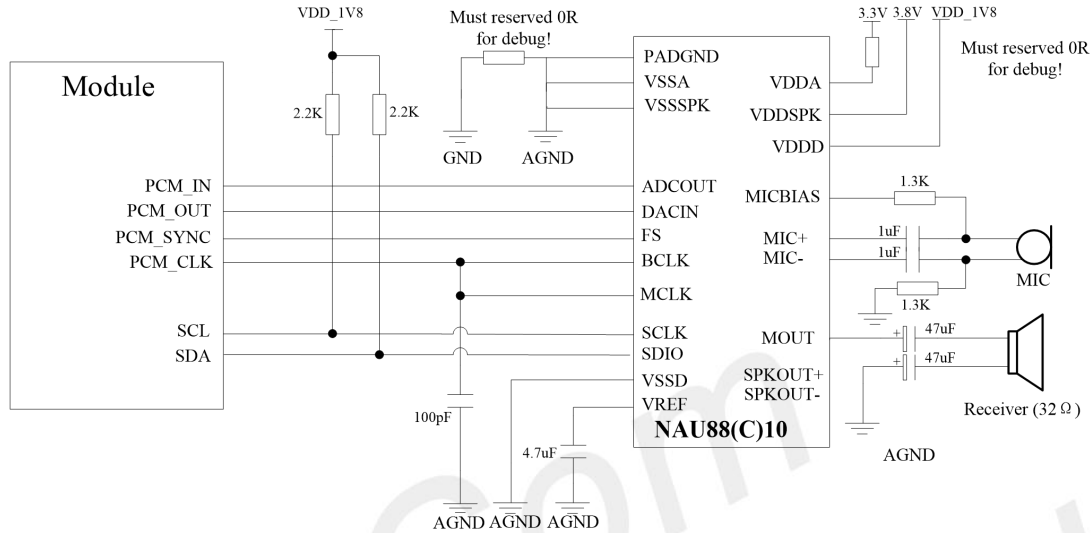 VDD_1V8
Must reserved 0R
for debug!
3.3V 3.8V VDD_1V8
Must reserved 0R
for debug!
Module
2.2K
2.2K
GND
AGND
PADGND
VSSA
VSSSPK
VDDA
VDDSPK
VDDD
PCM_IN
PCM_OUT
PCM_SYNC
PCM_CLK
SCL
SDA
ADCOUT
DACIN
FS
BCLK
MCLK
SCLK
SDIO
VSSD
VREF
MICBIAS
MIC+
MIC-
MOUT
SPKOUT+
SPKOUT-
NAU88(C)10
1.3K
1uF
1uF
MIC
1.3K
+
47uF
+
47uF
Receiver (32Ω)
AGND
100pF
4.7uF
AGND AGND AGND
com